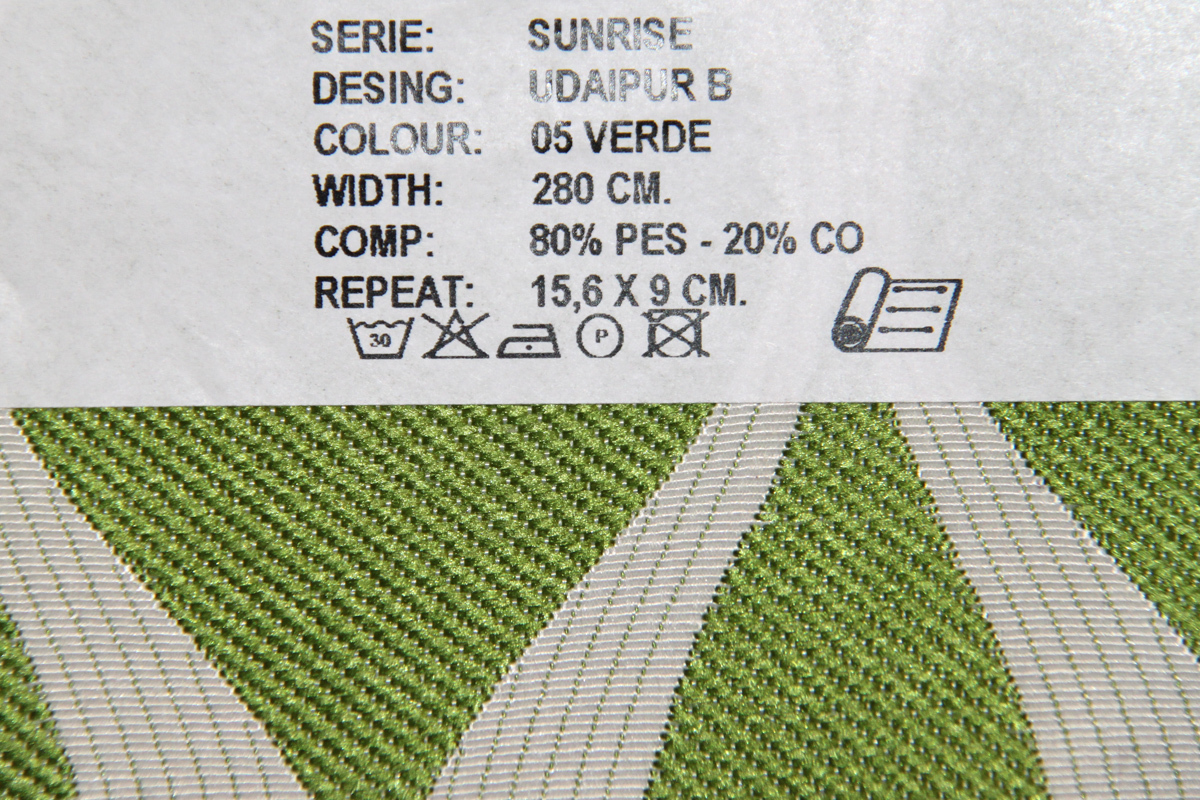 SERIE: SUNRISE
DESING: UDAIPUR B
COLOUR: 05 VERDE
WIDTH: 280 CM.
COMP: 80% PES - 20% CO
REPEAT: 15,6 X 9 CM.
30 P